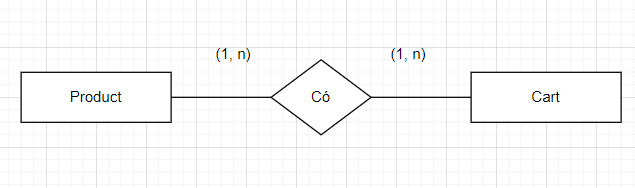 (1, n)
(1, n)
Product
Có
Cart